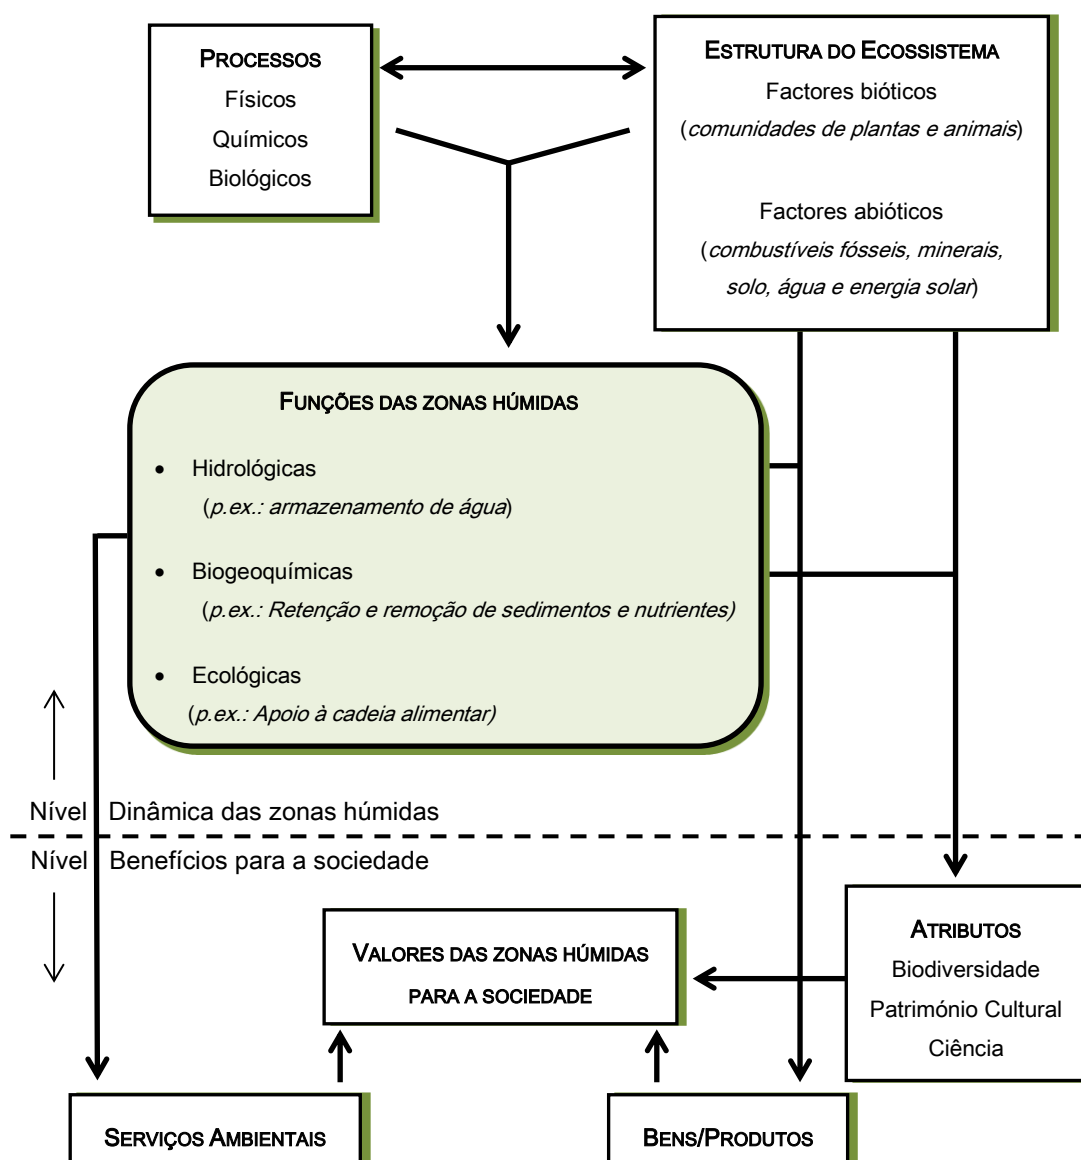 PROCESSOS
Físicos
Químicos
Biológicos
ESTRUTURA DO ECOSSISTEMA
Factores bióticos
(comunidades de plantas e animais)
Factores abióticos
(combustíveis fósseis, minerais,
solo, água e energia solar)
FUNÇÕES DAS ZONAS HÚMIDAS
• Hidrológicas
(p.ex.: armazenamento de água)
• Biogeoquímicas
(p.ex.: Retenção e remoção de sedimentos e nutrientes)
• Ecológicas
(p.ex.: Apoio à cadeia alimentar)
Nível Dinâmica das zonas húmidas
Nível Benefícios para a sociedade
VALORES DAS ZONAS HÚMIDAS
PARA A SOCIEDADE
ATRIBUTOS
Biodiversidade
Património Cultural
Ciência
SERVIÇOS AMBIENTAIS
BENS/PRODUTOS